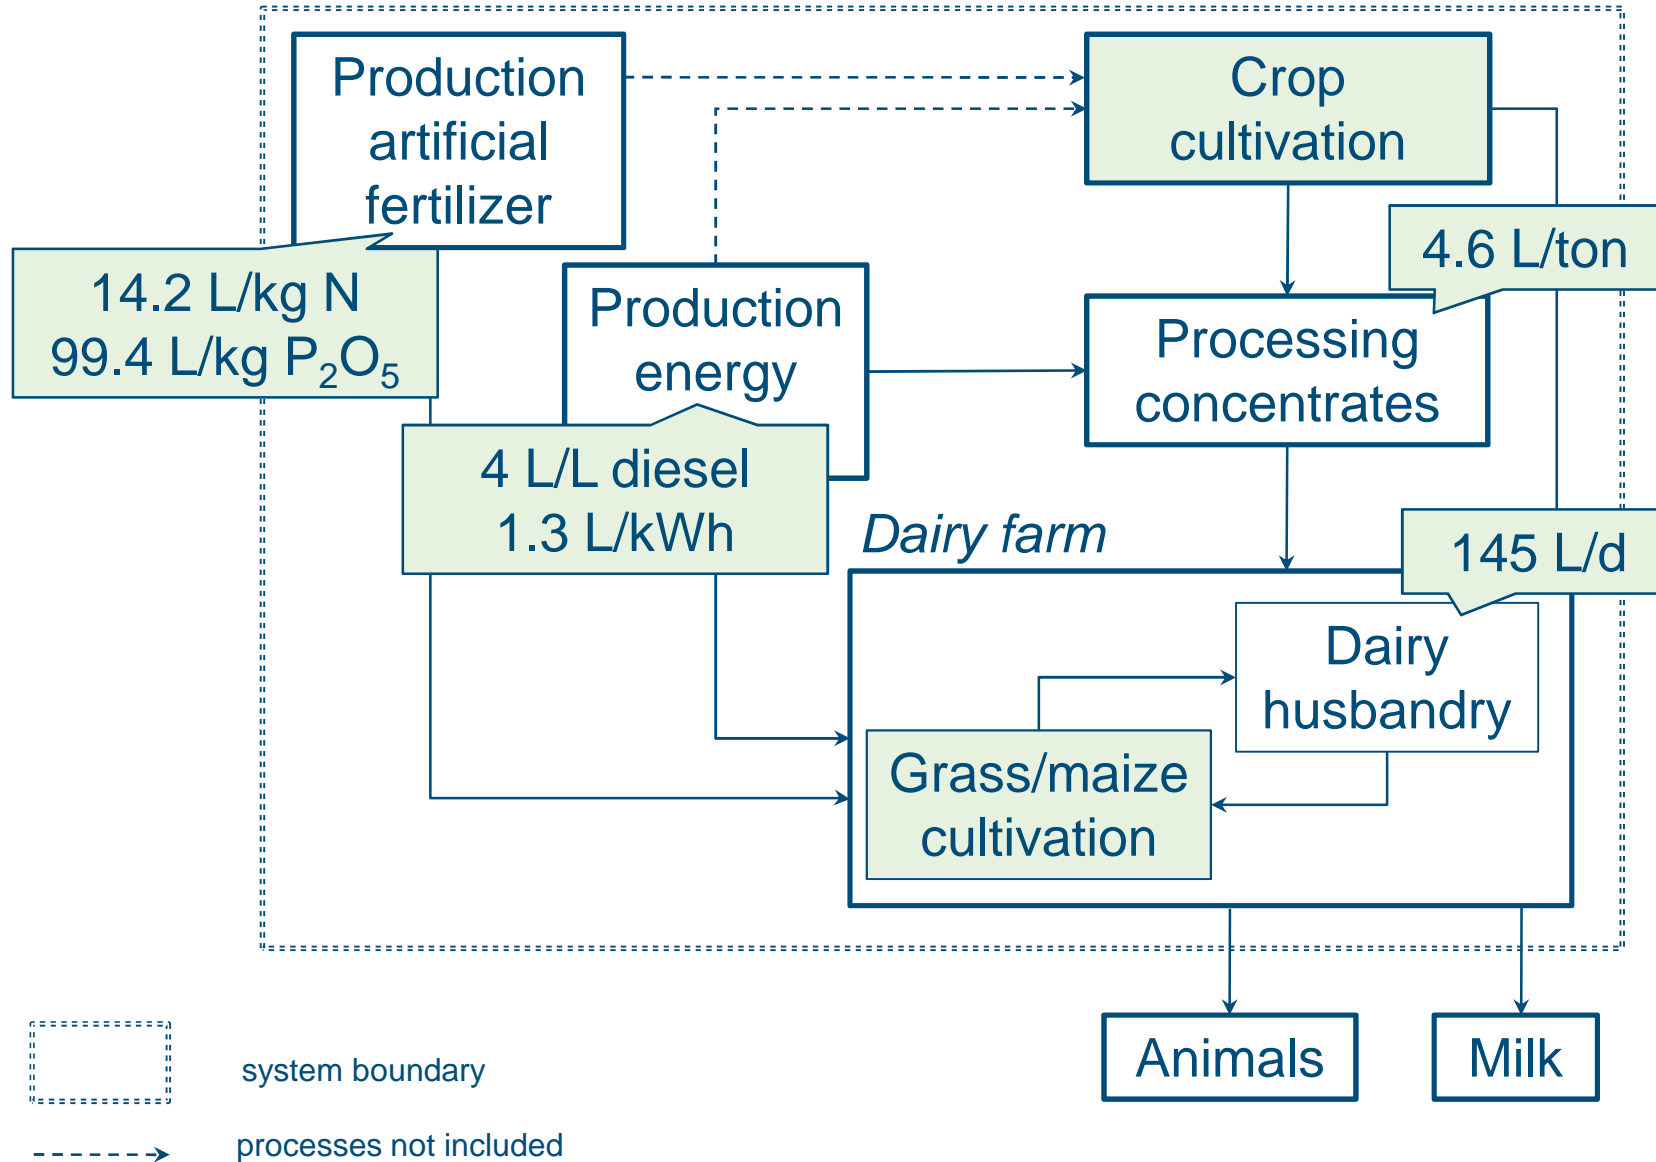 Production
artificial
fertilizer
Crop
cultivation
14.2 L/kg N
99.4 L/kg P₂O₅
4.6 L/ton
Production
energy
Processing
concentrates
4 L/L diesel
1.3 L/kWh
Dairy farm
145 L/d
Dairy
husbandry
Grass/maize
cultivation
Animals
Milk
system boundary
processes not included